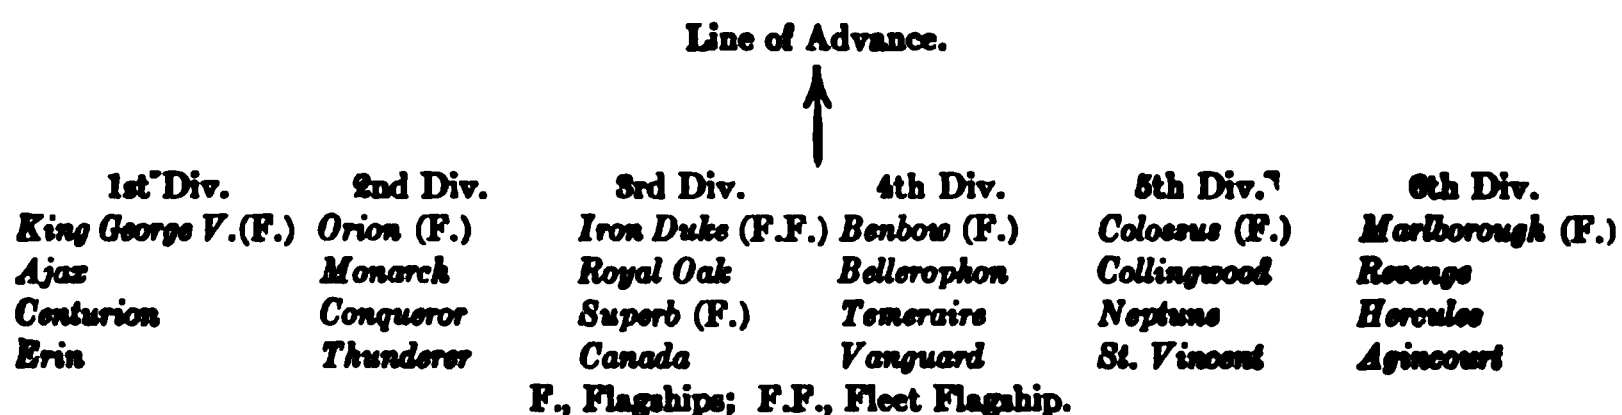 Line of Advance.
1st Div. 2nd Div. 3rd Div. 4th Div. 5th Div. 6th Div.
King George V.(F.) Orion (F.) Iron Duke (F.F.) Benbow (F.) Colossus (F.) Marlborough (F.)
Ajax Monarch Royal Oak Bellerophon Collingwood Revenge
Centurion Conqueror Superb (F.) Temeraire Neptune Hercules
Erin Thunderer Canada Vanguard St. Vincent Agincourt
F., Flagships; F.F., Fleet Flagship.